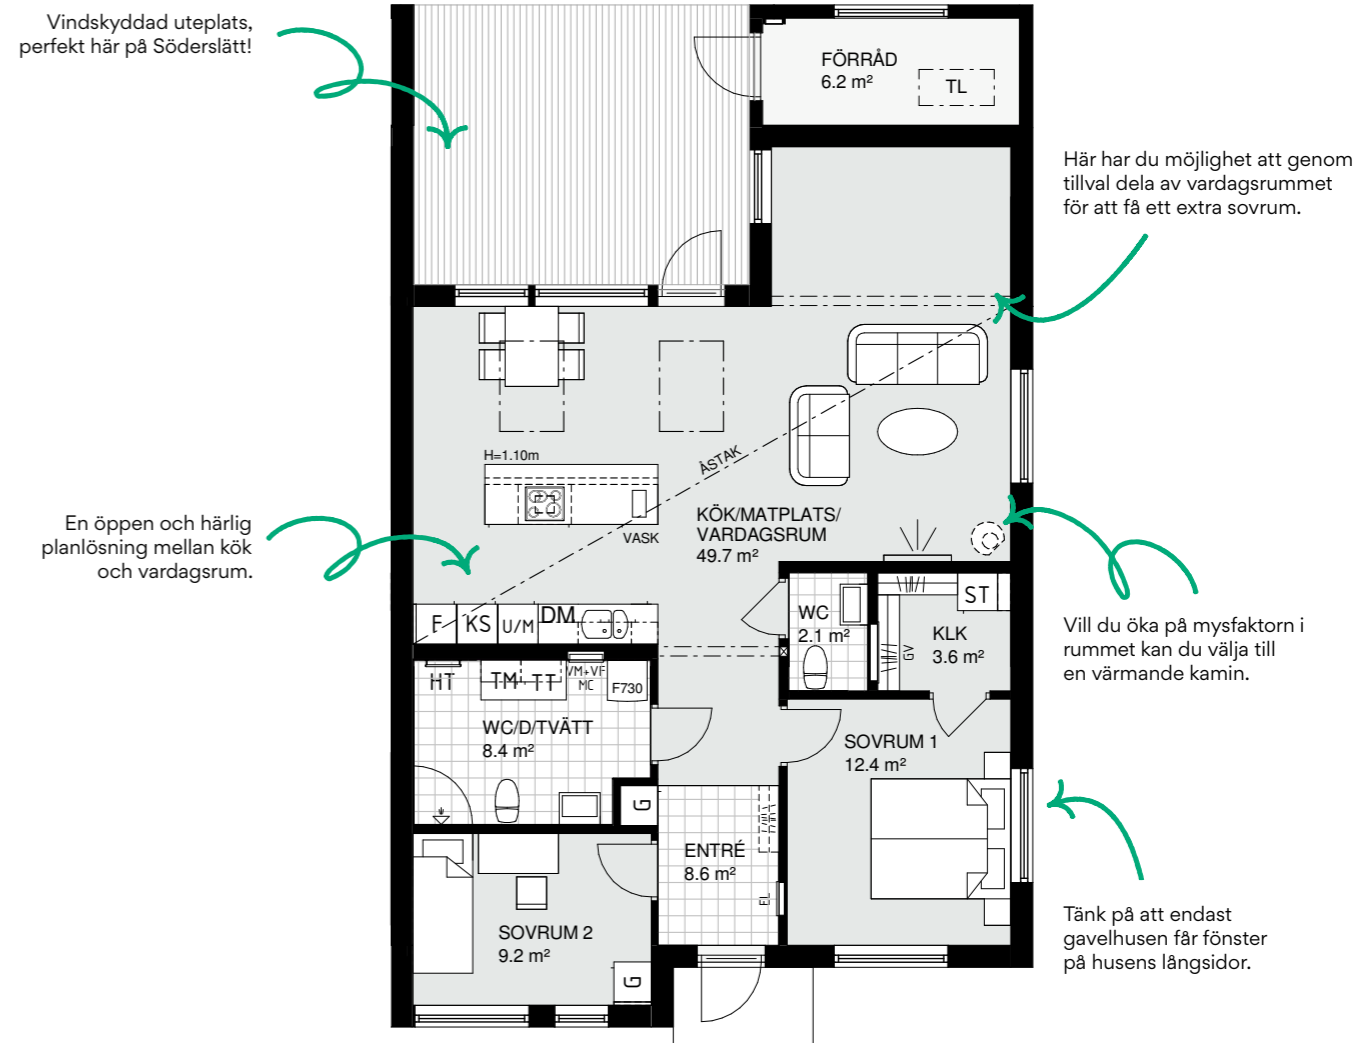 Vindskyddad uteplats,
perfekt här på Söderslätt!
FÖRRÅD
6.2 m²
TL
Här har du möjlighet att genom
tillval dela av vardagsrummet
för att få ett extra sovrum.
H=1.10m
ÅSTAK
VASK
KÖK/MATPLATS/
VARDAGSRUM
49.7 m²
En öppen och härlig
planlösning mellan kök
och vardagsrum.
F
KS
U/M
DM
WC
2.1 m²
ST
KLK
3.6 m²
GV
Vill du öka på mysfaktorn i
rummet kan du välja till
en värmande kamin.
HT
TM
TT
VM+VF
MC
F730
WC/D/TVÄTT
8.4 m²
SOVRUM 1
12.4 m²
G
ENTRÉ
8.6 m²
EL
SOVRUM 2
9.2 m²
G
Tänk på att endast
gavelhusen får fönster
på husens långsidor.